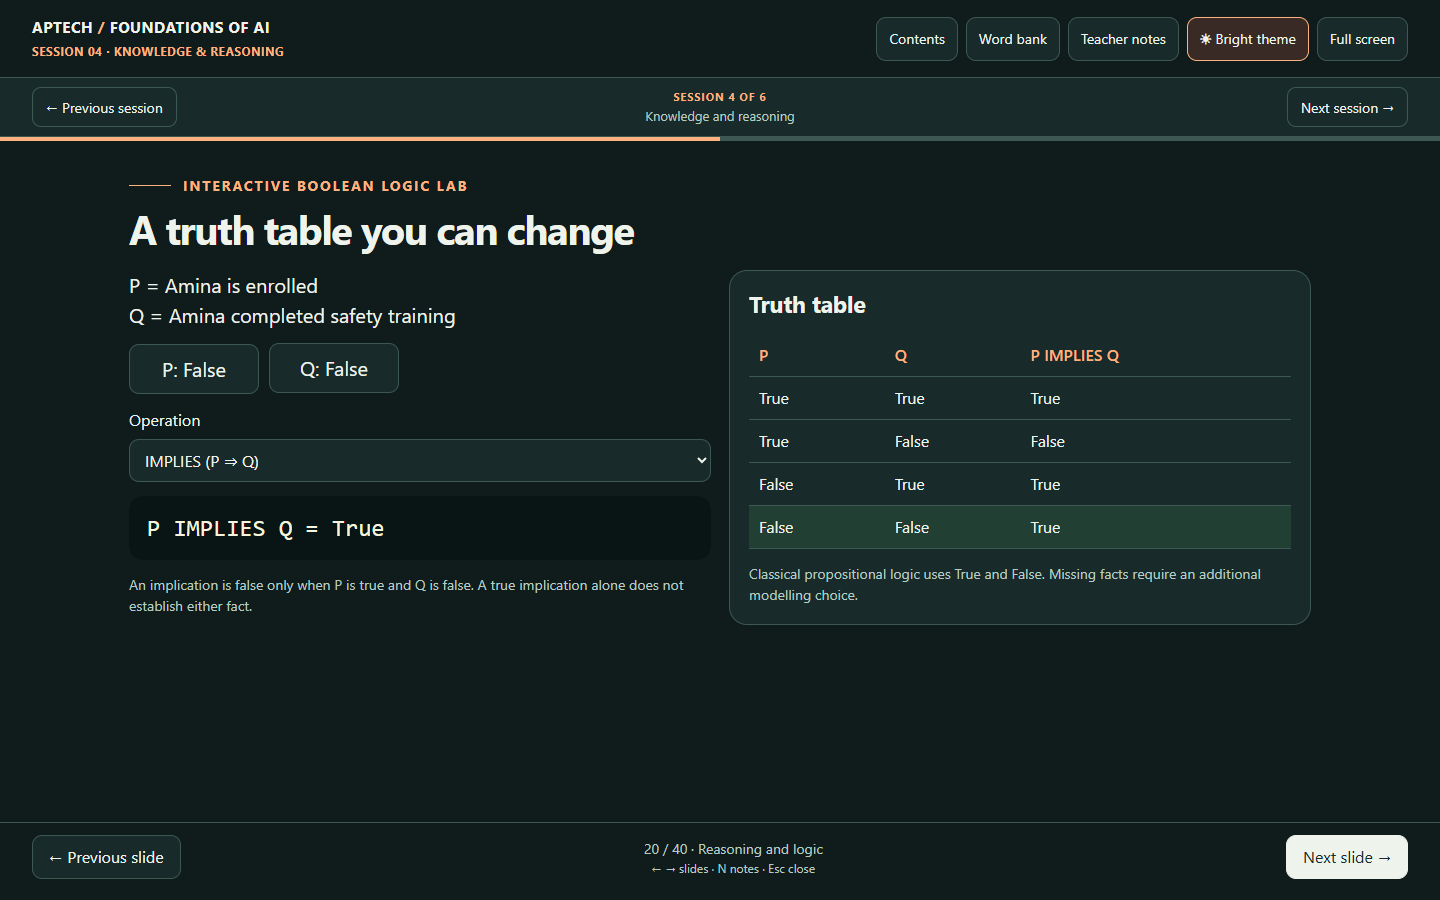 APTECH / FOUNDATIONS OF AI
SESSION 04 · KNOWLEDGE & REASONING
Contents
Word bank
Teacher notes
☀ Bright theme
Full screen
← Previous session
SESSION 4 OF 6
Knowledge and reasoning
Next session →
INTERACTIVE BOOLEAN LOGIC LAB
A truth table you can change
P = Amina is enrolled
Q = Amina completed safety training
P: False
Q: False
Operation
IMPLIES (P ⇒ Q)
P IMPLIES Q = True
An implication is false only when P is true and Q is false. A true implication alone does not
establish either fact.
Truth table
P Q P IMPLIES Q
True True True
True False False
False True True
False False True
Classical propositional logic uses True and False. Missing facts require an additional
modelling choice.
← Previous slide
20 / 40 · Reasoning and logic
← → slides · N notes · Esc close
Next slide →